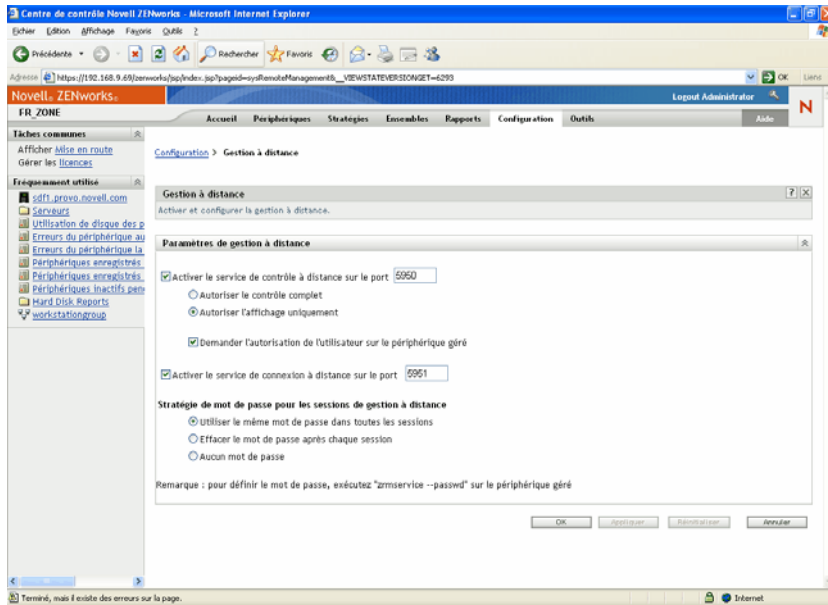 Centre de contrôle Novell ZENworks - Microsoft Internet Explorer
Fichier Edition Affichage Favoris Outils ?
Précédente Rechercher Favoris
Adresse https://192.168.9.69/zenworks/jsp/index.jsp?pageid=sysRemoteManagement&__VIEWSTATEVERSIONGET=6293 OK Liens
Novell® ZENworks® Logout Administrator
FR_ZONE
Accueil Périphériques Stratégies Ensembles Rapports Configuration Outils Aide
N
Tâches communes
Afficher Mise en route
Gérer les licences
Fréquemment utilisé
sdf1.provo.novell.com
Serveurs
Utilisation de disque des p
Erreurs du périphérique au
Erreurs du périphérique la
Périphériques enregistrés
Périphériques enregistrés
Périphériques inactifs pen
Hard Disk Reports
workstationgroup
Configuration > Gestion à distance
Gestion à distance
Activer et configurer la gestion à distance.
Paramètres de gestion à distance
Activer le service de contrôle à distance sur le port 5950
Autoriser le contrôle complet
Autoriser l'affichage uniquement
Demander l'autorisation de l'utilisateur sur le périphérique géré
Activer le service de connexion à distance sur le port 5951
Stratégie de mot de passe pour les sessions de gestion à distance
Utiliser le même mot de passe dans toutes les sessions
Effacer le mot de passe après chaque session
Aucun mot de passe
Remarque : pour définir le mot de passe, exécutez "zrmservice --passwd" sur le périphérique géré
OK Appliquer Réinitialiser Annuler
Terminé, mais il existe des erreurs sur la page. Internet